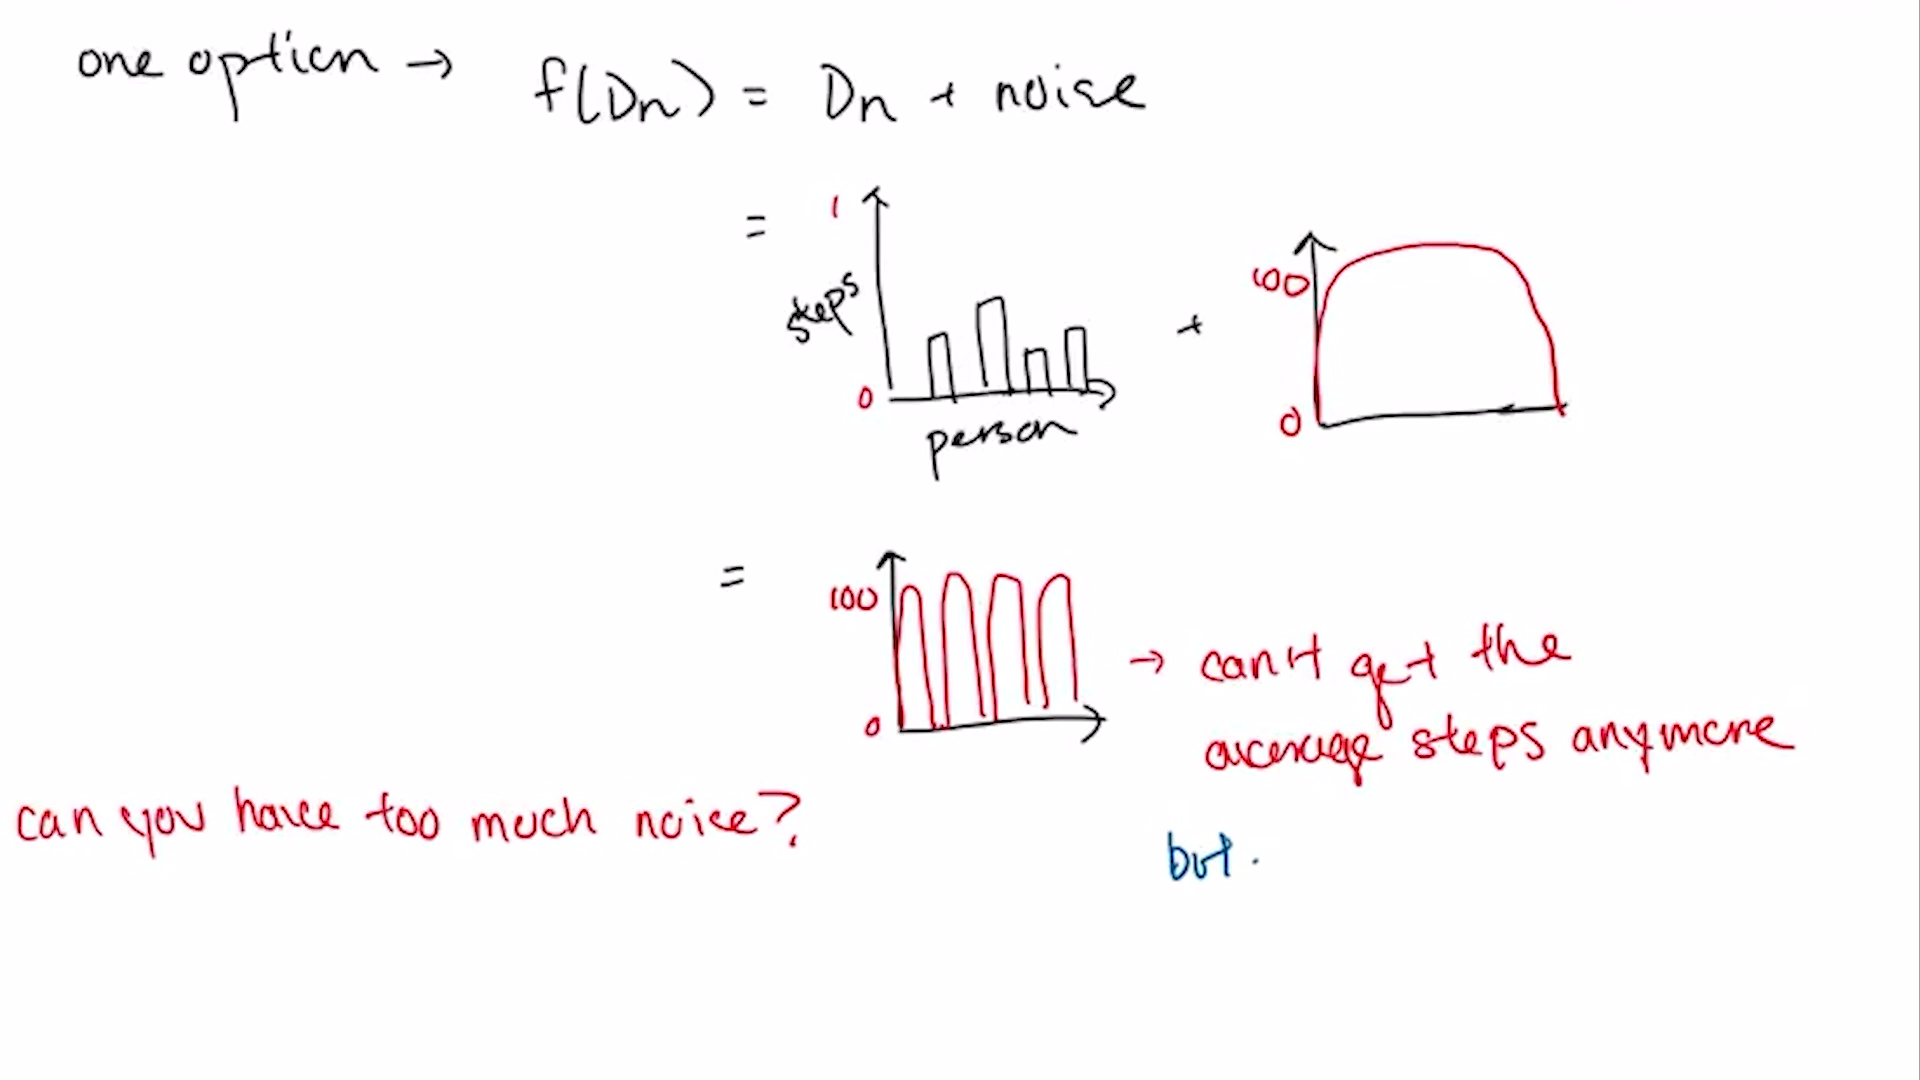 one option → f(Dn) = Dn + noise
= 1
steps
0
person
+
100
0
= 100
0
→ can't get the
average steps anymore
can you have too much noise?
but.